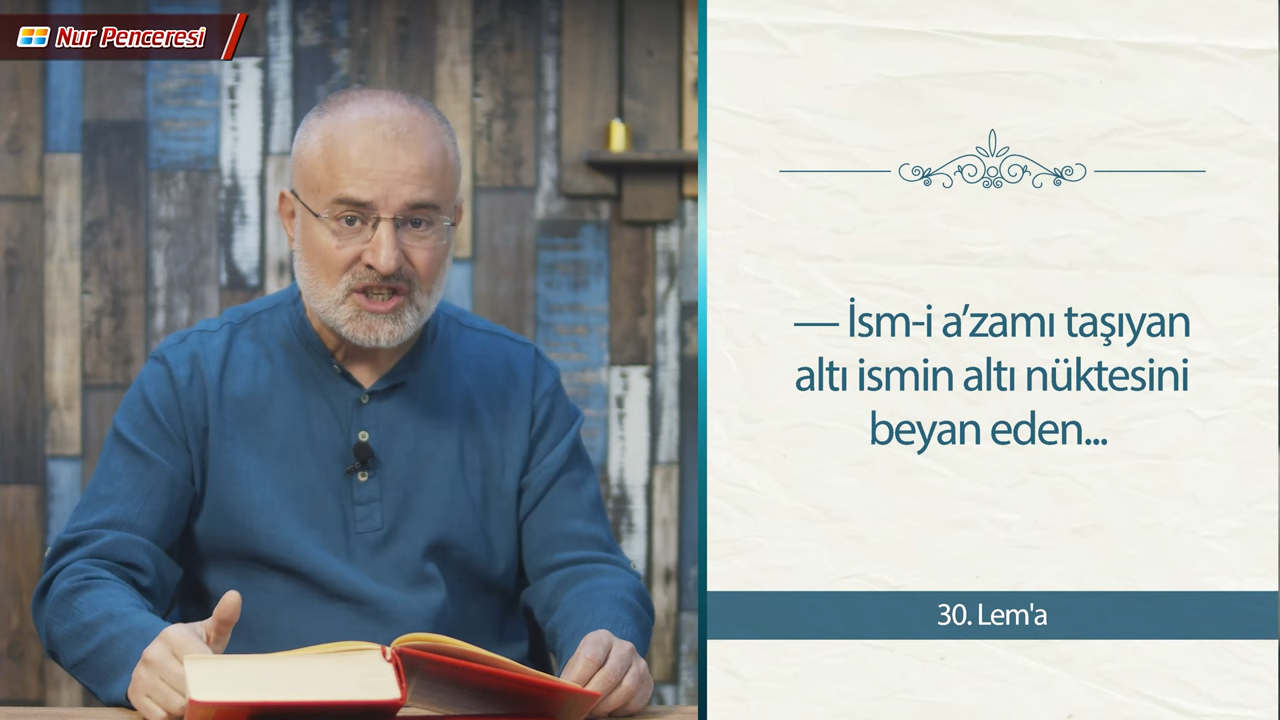 Nur Penceresi
— İsm-i a’zamı taşıyan
altı ismin altı nüktesini
beyan eden...
30. Lem'a